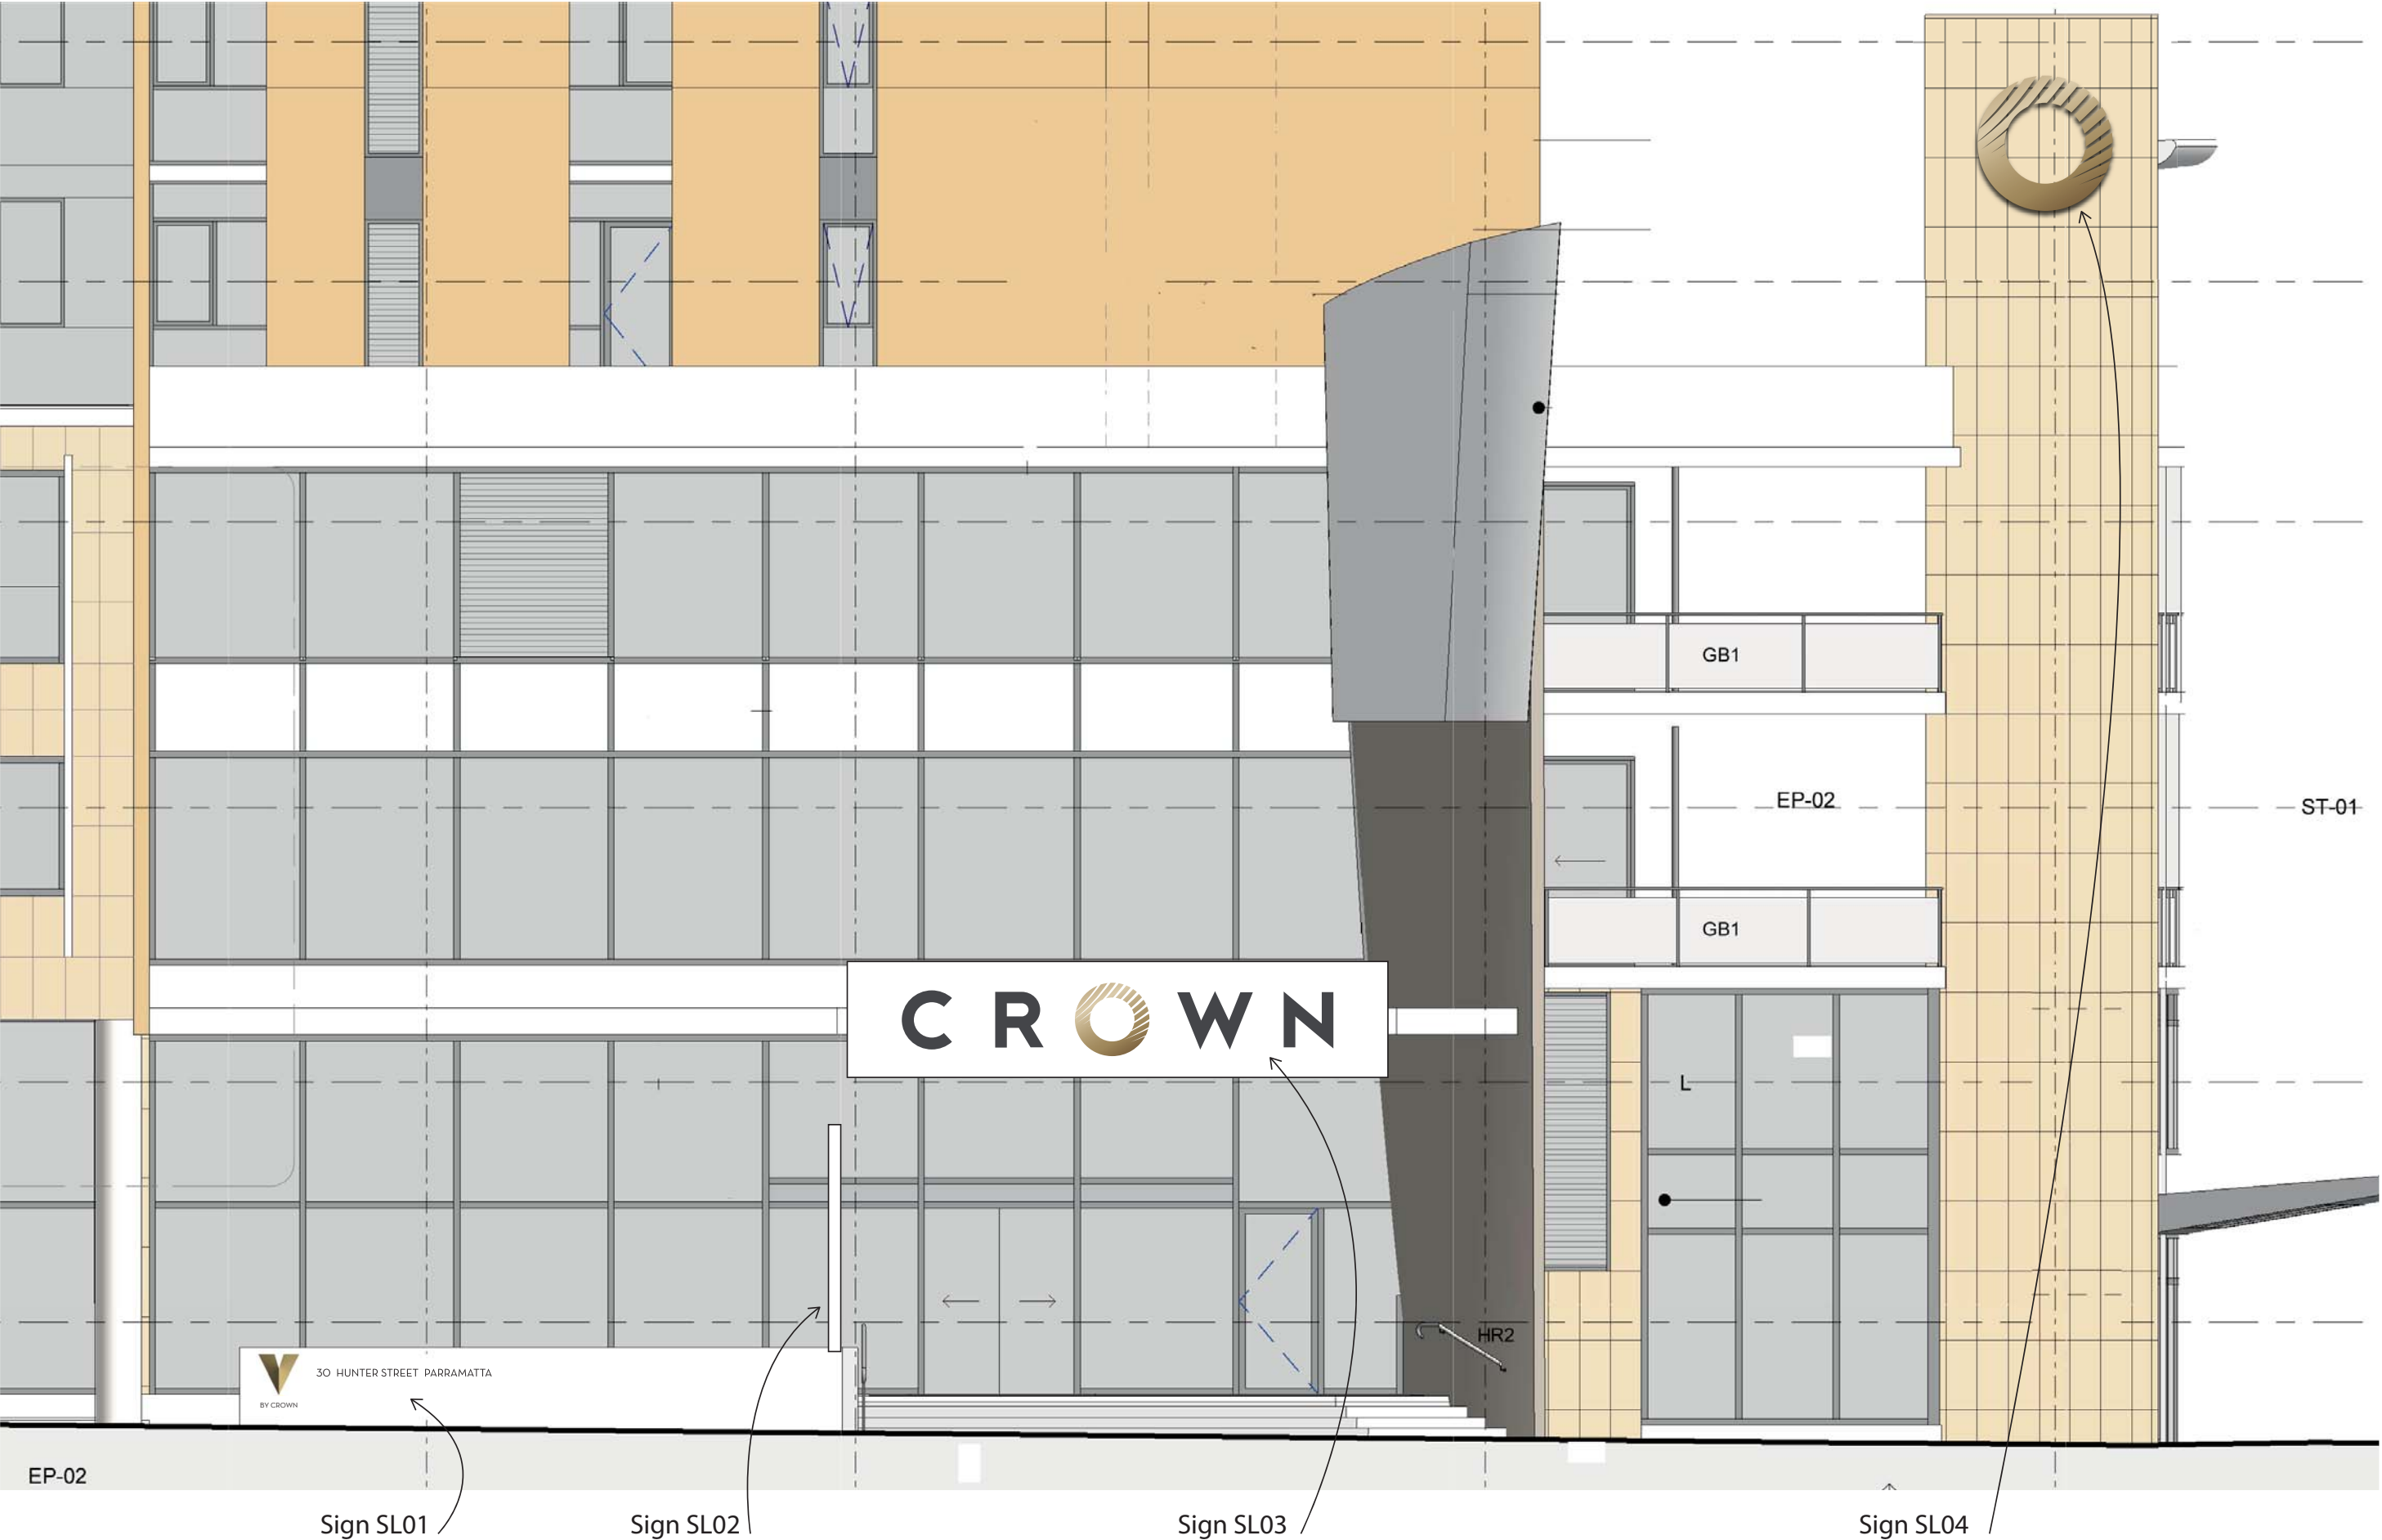 GB1
EP-02
ST-01
GB1
CROWN
L
HR2
V
30 HUNTER STREET PARRAMATTA
BY CROWN
EP-02
Sign SL01
Sign SL02
Sign SL03
Sign SL04